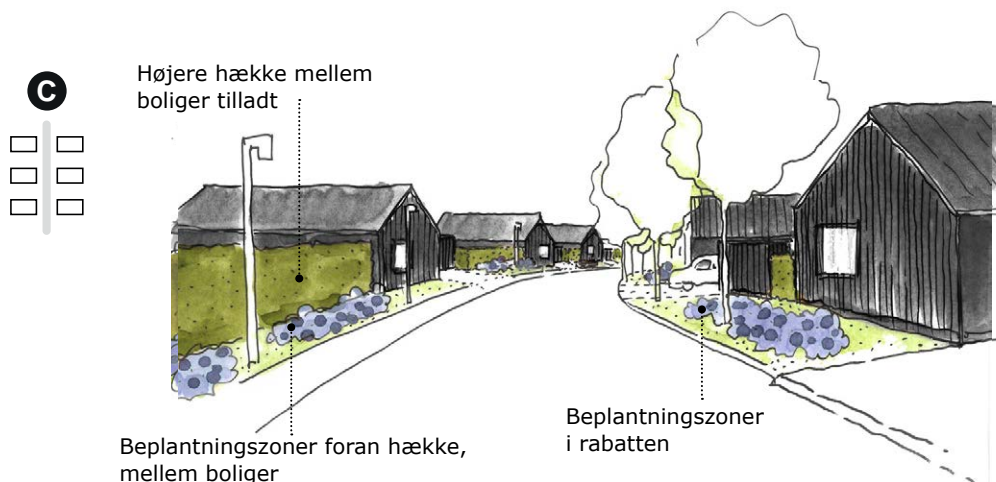 C
Højere hække mellem
boliger tilladt
Beplantningszoner foran hække,
mellem boliger
Beplantningszoner
i rabatten